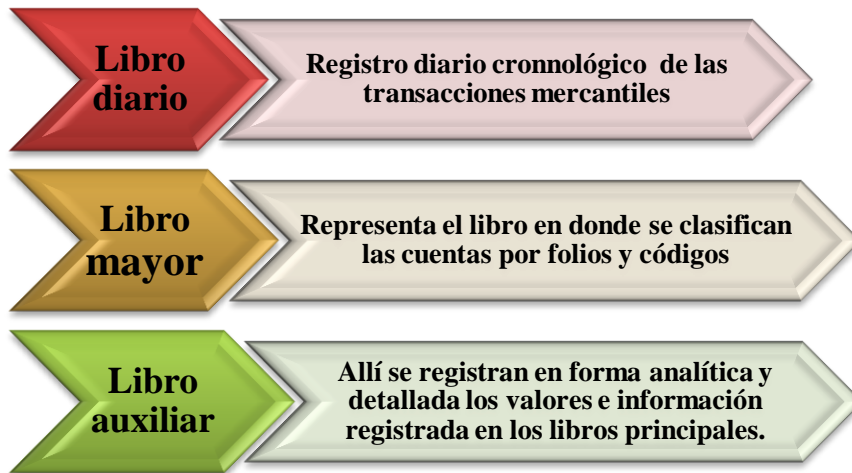 Libro
diario
Registro diario cronnológico de las
transacciones mercantiles
Libro
mayor
Representa el libro en donde se clasifican
las cuentas por folios y códigos
Libro
auxiliar
Allí se registran en forma analítica y
detallada los valores e información
registrada en los libros principales.